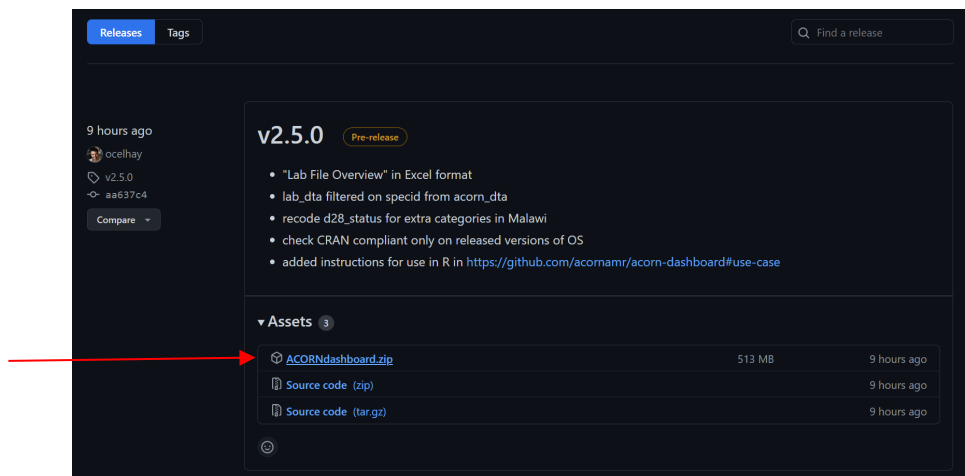 Releases Tags Find a release
9 hours ago
ocelhay
v2.5.0
aa637c4
Compare
v2.5.0 Pre-release
"Lab File Overview" in Excel format
lab_dta filtered on specid from acorn_dta
recode d28_status for extra categories in Malawi
check CRAN compliant only on released versions of OS
added instructions for use in R in https://github.com/acornamr/acorn-dashboard#use-case
Assets 3
ACORNdashboard.zip 513 MB 9 hours ago
Source code (zip) 9 hours ago
Source code (tar.gz) 9 hours ago